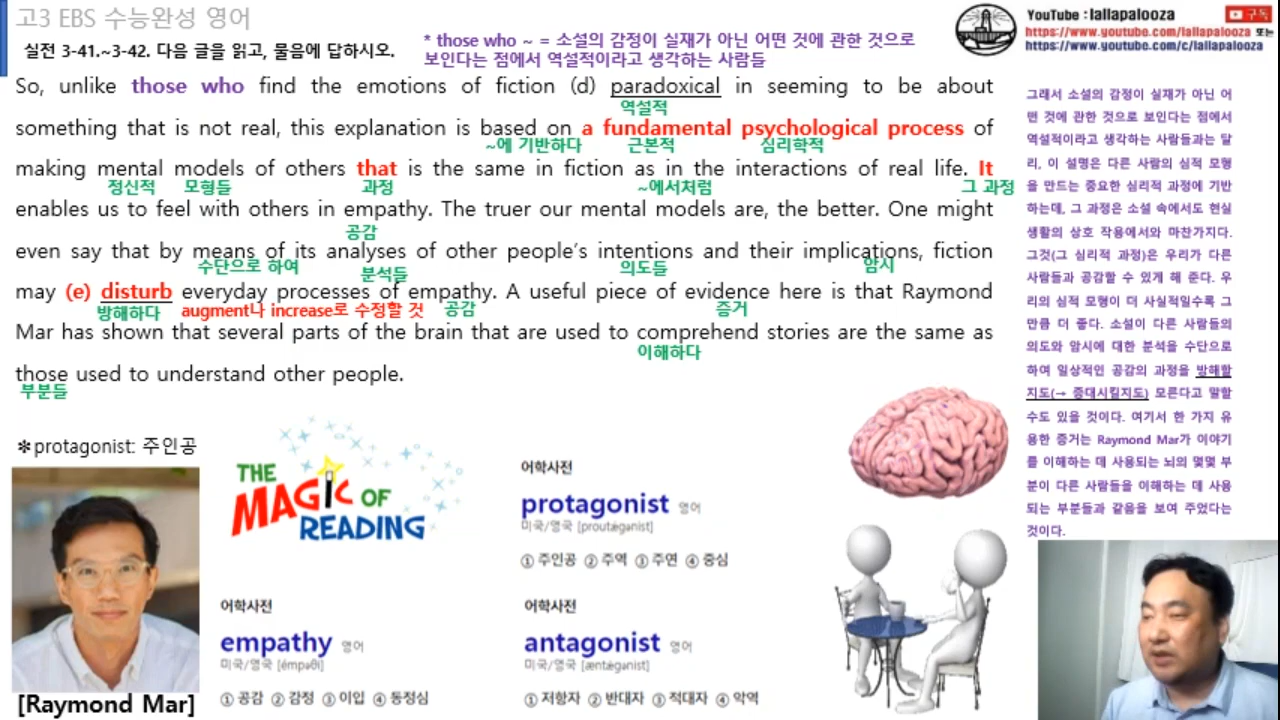 고3 EBS 수능완성 영어
실전 3-41.~3-42. 다음 글을 읽고, 물음에 답하시오.
* those who ~ = 소설의 감정이 실재가 아닌 어떤 것에 관한 것으로
보인다는 점에서 역설적이라고 생각하는 사람들
YouTube : lallapalooza
구독
https://www.youtube.com/lallapalooza 또는
https://www.youtube.com/c/lallapalooza
So, unlike those who find the emotions of fiction (d) paradoxical in seeming to be about
역설적
something that is not real, this explanation is based on a fundamental psychological process of
~에 기반하다 근본적 심리학적
making mental models of others that is the same in fiction as in the interactions of real life. It
정신적 모형들 과정 ~에서처럼 그 과정
enables us to feel with others in empathy. The truer our mental models are, the better. One might
공감
even say that by means of its analyses of other people's intentions and their implications, fiction
수단으로 하여 분석들 의도들 암시
may (e) disturb everyday processes of empathy. A useful piece of evidence here is that Raymond
방해하다 augment나 increase로 수정할 것 공감 증거
Mar has shown that several parts of the brain that are used to comprehend stories are the same as
이해하다
those used to understand other people.
부분들
✻protagonist: 주인공
그래서 소설의 감정이 실재가 아닌 어
떤 것에 관한 것으로 보인다는 점에서
역설적이라고 생각하는 사람들과는 달
리, 이 설명은 다른 사람의 심적 모형
을 만드는 중요한 심리적 과정에 기반
하는데, 그 과정은 소설 속에서도 현실
생활의 상호 작용에서와 마찬가지다.
그것(그 심리적 과정)은 우리가 다른
사람들과 공감할 수 있게 해 준다. 우
리의 심적 모형이 더 사실적일수록 그
만큼 더 좋다. 소설이 다른 사람들의
의도와 암시에 대한 분석을 수단으로
하여 일상적인 공감의 과정을 방해할
지도(→ 증대시킬지도) 모른다고 말할
수도 있을 것이다. 여기서 한 가지 유
용한 증거는 Raymond Mar가 이야기
를 이해하는 데 사용되는 뇌의 몇몇 부
분이 다른 사람들을 이해하는 데 사용
되는 부분들과 같음을 보여 주었다는
것이다.
THE
MAGIC OF
READING
어학사전
protagonist 영어
미국/영국 [proutǽgənist]
① 주인공 ② 주역 ③ 주연 ④ 중심
어학사전
empathy 영어
미국/영국 [émpəθi]
① 공감 ② 감정 ③ 이입 ④ 동정심
어학사전
antagonist 영어
미국/영국 [æntǽgənist]
① 저항자 ② 반대자 ③ 적대자 ④ 악역
[Raymond Mar]